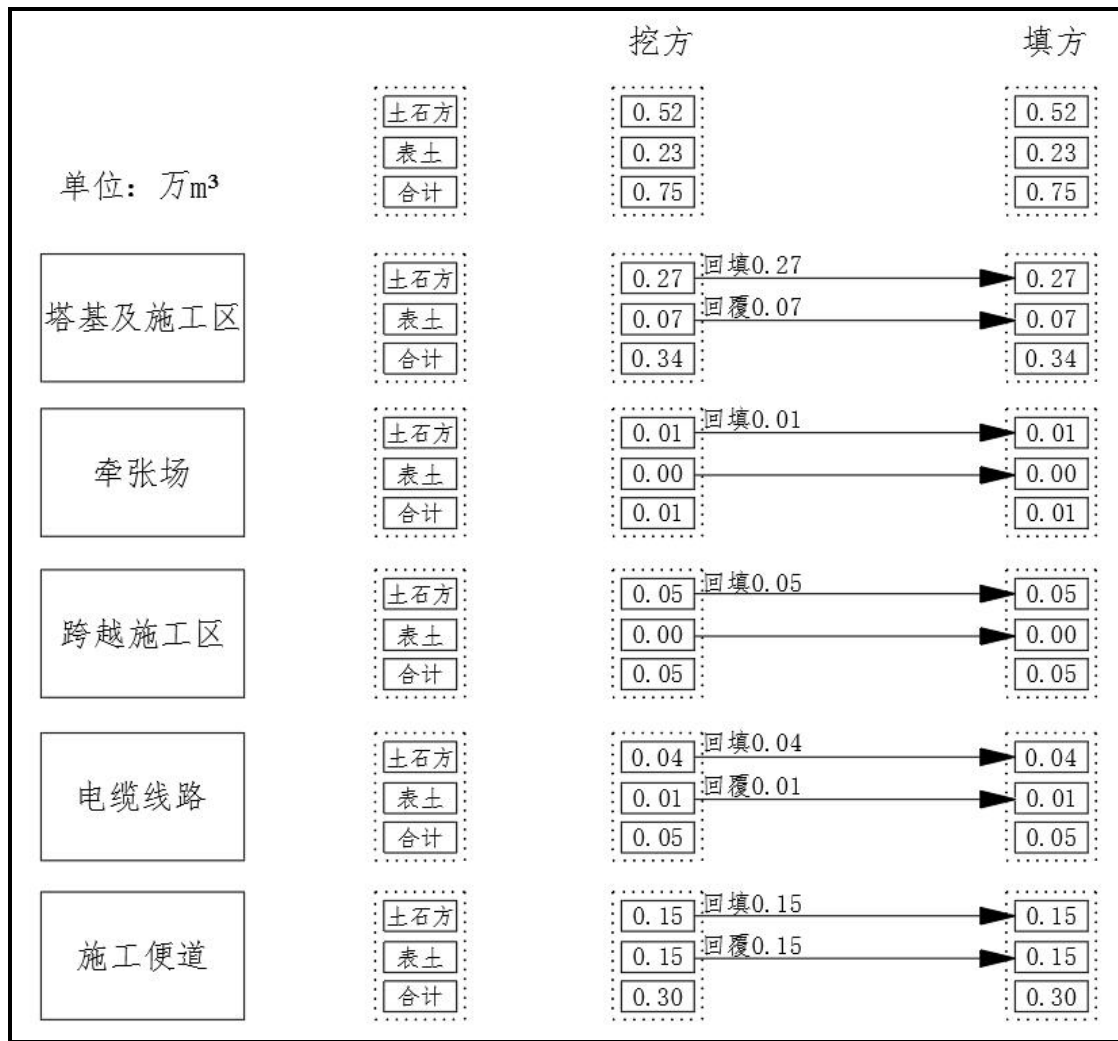 挖方 填方
土石方 0.52 0.52
表土 0.23 0.23
单位：万m³ 合计 0.75 0.75
塔基及施工区
土石方 0.27 回填0.27 0.27
表土 0.07 回覆0.07 0.07
合计 0.34 0.34
牵张场
土石方 0.01 回填0.01 0.01
表土 0.00 0.00
合计 0.01 0.01
跨越施工区
土石方 0.05 回填0.05 0.05
表土 0.00 0.00
合计 0.05 0.05
电缆线路
土石方 0.04 回填0.04 0.04
表土 0.01 回覆0.01 0.01
合计 0.05 0.05
施工便道
土石方 0.15 回填0.15 0.15
表土 0.15 回覆0.15 0.15
合计 0.30 0.30